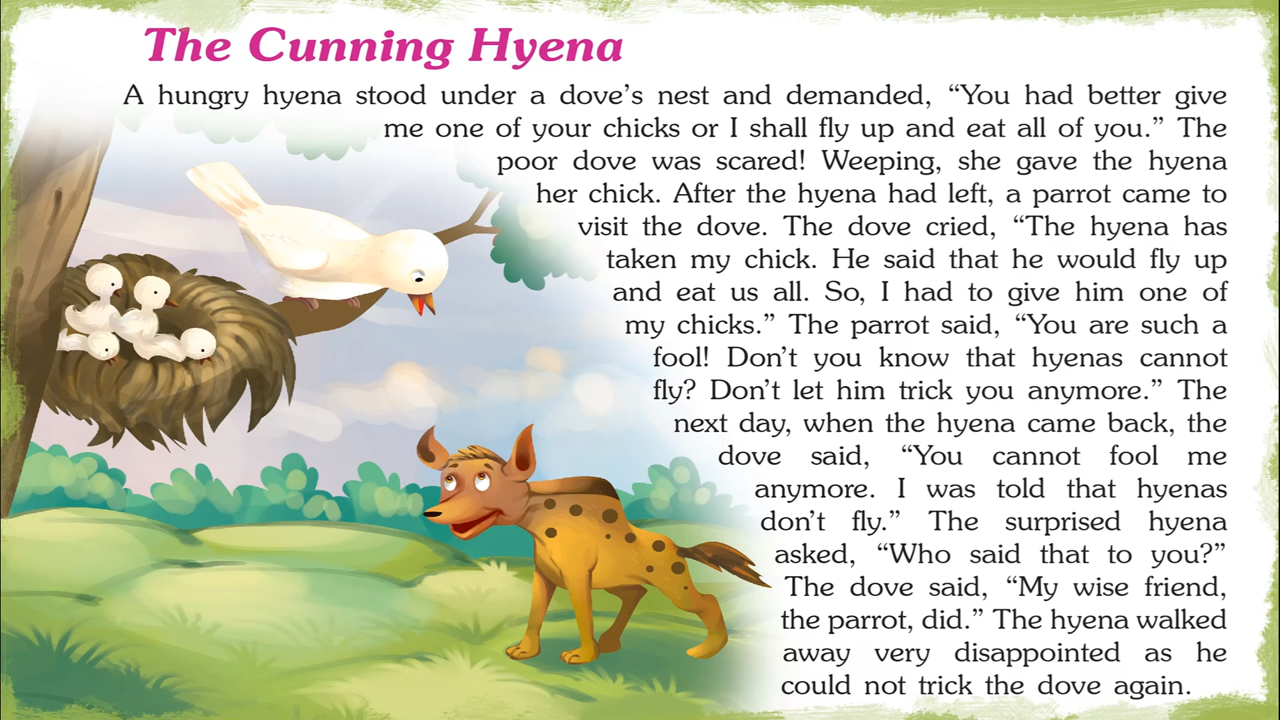 The Cunning Hyena
A hungry hyena stood under a dove's nest and demanded, “You had better give
me one of your chicks or I shall fly up and eat all of you.” The
poor dove was scared! Weeping, she gave the hyena
her chick. After the hyena had left, a parrot came to
visit the dove. The dove cried, “The hyena has
taken my chick. He said that he would fly up
and eat us all. So, I had to give him one of
my chicks.” The parrot said, “You are such a
fool! Don't you know that hyenas cannot
fly? Don't let him trick you anymore.” The
next day, when the hyena came back, the
dove said, “You cannot fool me
anymore. I was told that hyenas
don't fly.” The surprised hyena
asked, “Who said that to you?”
The dove said, “My wise friend,
the parrot, did.” The hyena walked
away very disappointed as he
could not trick the dove again.